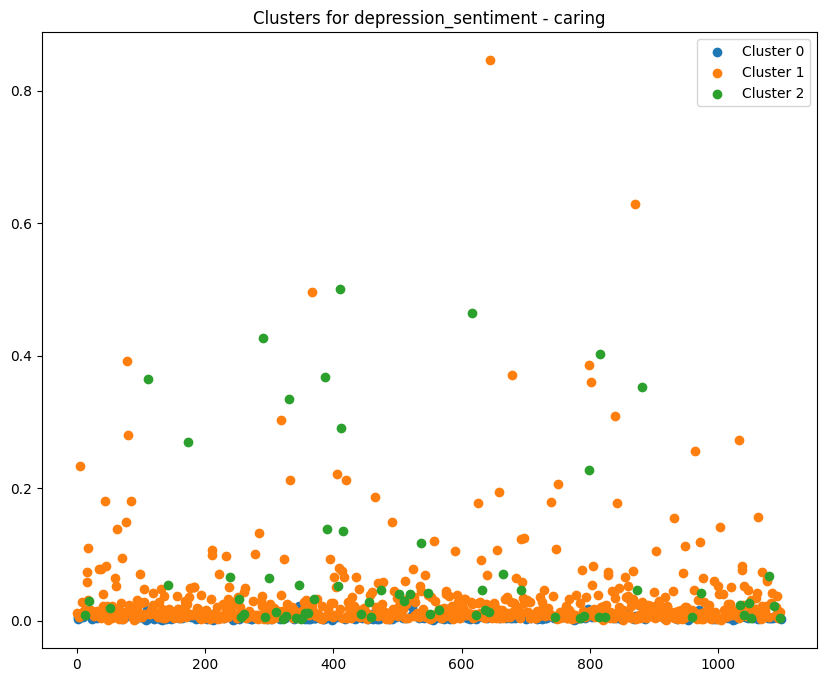 Clusters for depression_sentiment - caring
Cluster 0
Cluster 1
Cluster 2
0.8
0.6
0.4
0.2
0.0
0 200 400 600 800 1000